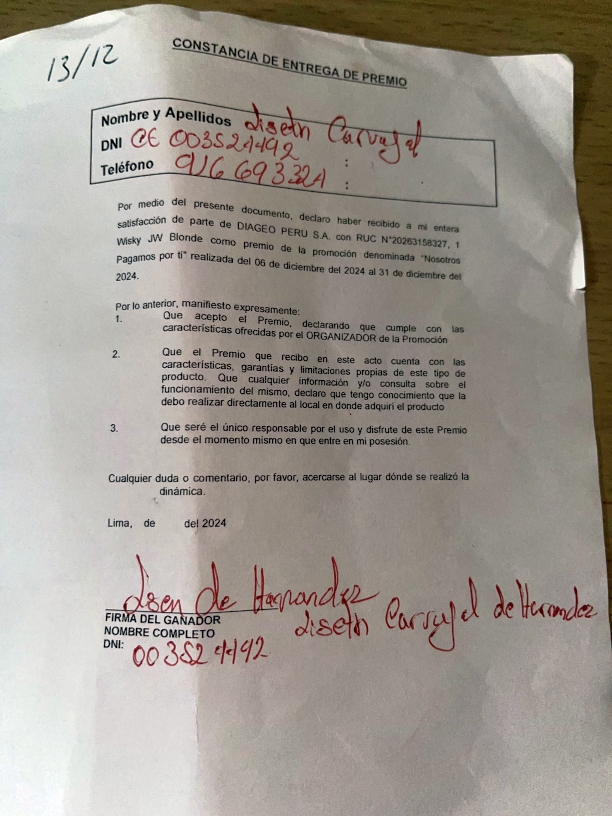 13/12
CONSTANCIA DE ENTREGA DE PREMIO
Nombre y Apellidos Liseth Carvajal
DNI CE 003524492 :
Teléfono 916693321 :
Por medio del presente documento, declaro haber recibido a mi entera
satisfacción de parte de DIAGEO PERU S.A. con RUC N°20263158327, 1
Wisky JW Blonde como premio de la promoción denominada "Nosotros
Pagamos por ti" realizada del 06 de diciembre del 2024 al 31 de diciembre del
2024.
Por lo anterior, manifiesto expresamente:
1. Que acepto el Premio, declarando que cumple con las
características ofrecidas por el ORGANIZADOR de la Promoción
2. Que el Premio que recibo en este acto cuenta con las
características, garantías y limitaciones propias de este tipo de
producto. Que cualquier información y/o consulta sobre el
funcionamiento del mismo, declaro que tengo conocimiento que la
debo realizar directamente al local en donde adquirí el producto
3. Que seré el único responsable por el uso y disfrute de este Premio
desde el momento mismo en que entre en mi posesión.
Cualquier duda o comentario, por favor, acercarse al lugar dónde se realizó la
dinámica.
Lima, de del 2024
de Hernandez
FIRMA DEL GANADOR
NOMBRE COMPLETO Liseth Carvajal de Hernandez
DNI: 003524492